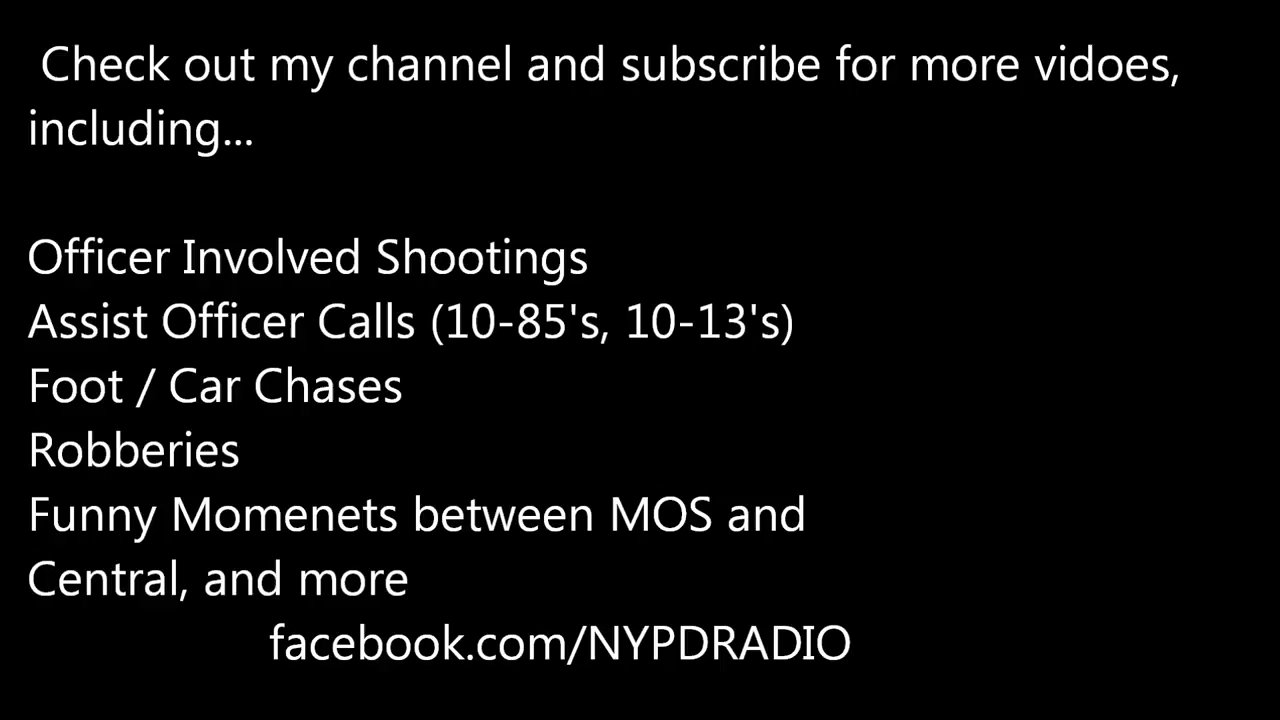 Check out my channel and subscribe for more vidoes,
including...
Officer Involved Shootings
Assist Officer Calls (10-85's, 10-13's)
Foot / Car Chases
Robberies
Funny Momenets between MOS and
Central, and more
facebook.com/NYPDRADIO